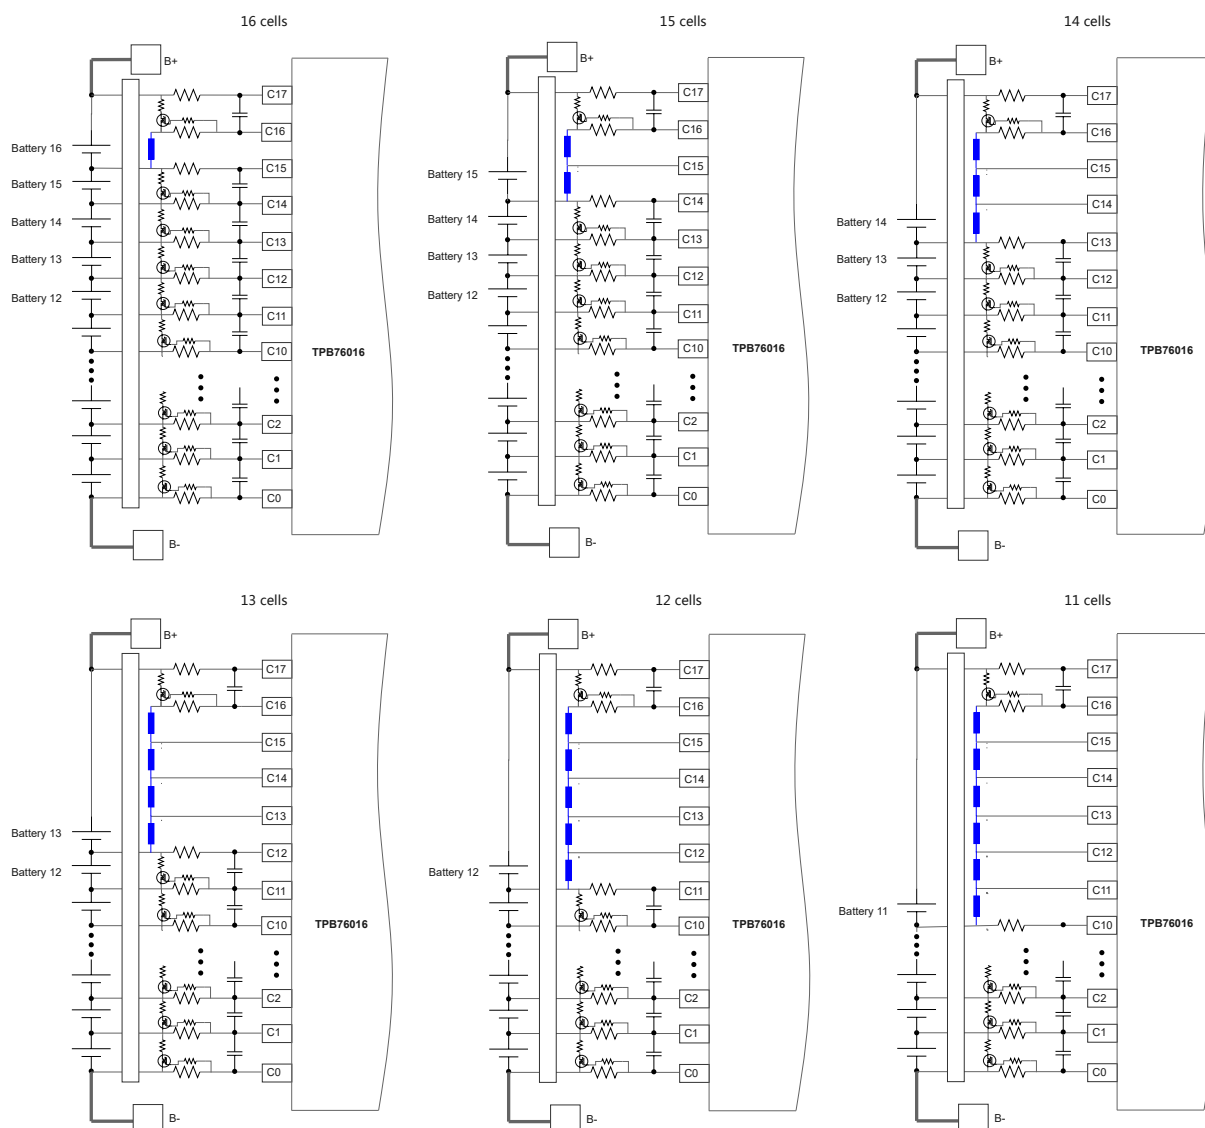 16 cells
B+
C17
C16
Battery 16
C15
Battery 15
C14
Battery 14
C13
Battery 13
C12
Battery 12
C11
C10
TPB76016
C2
C1
C0
B-
15 cells
B+
C17
C16
C15
Battery 15
C14
Battery 14
C13
Battery 13
C12
Battery 12
C11
C10
TPB76016
C2
C1
C0
B-
14 cells
B+
C17
C16
C15
C14
Battery 14
C13
Battery 13
C12
Battery 12
C11
C10
TPB76016
C2
C1
C0
B-
13 cells
B+
C17
C16
C15
C14
C13
Battery 13
C12
Battery 12
C11
C10
TPB76016
C2
C1
C0
B-
12 cells
B+
C17
C16
C15
C14
C13
C12
Battery 12
C11
C10
TPB76016
C2
C1
C0
B-
11 cells
B+
C17
C16
C15
C14
C13
C12
C11
Battery 11
C10
TPB76016
C2
C1
C0
B-